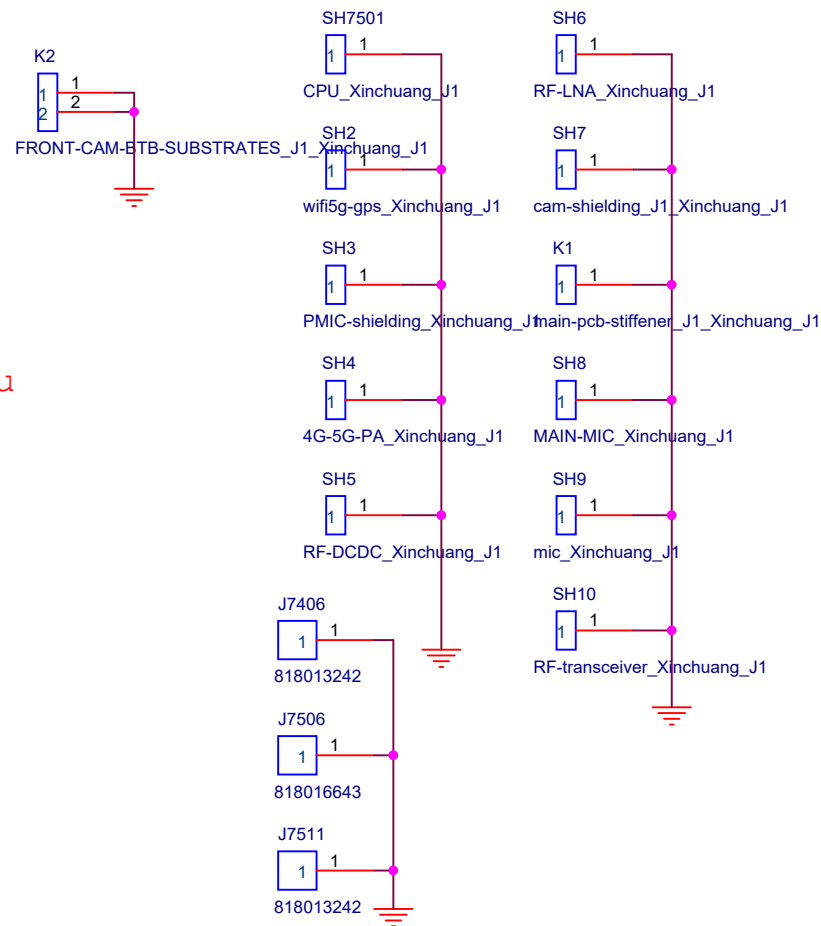 K2
1
1
2
2
FRONT-CAM-BTB-SUBSTRATES_J1_Xinchuang_J1
u
SH7501
1
1
CPU_Xinchuang_J1
SH2
1
1
wifi5g-gps_Xinchuang_J1
SH3
1
1
PMIC-shielding_Xinchuang_J1
SH4
1
1
4G-5G-PA_Xinchuang_J1
SH5
1
1
RF-DCDC_Xinchuang_J1
SH6
1
1
RF-LNA_Xinchuang_J1
SH7
1
1
cam-shielding_J1_Xinchuang_J1
K1
1
1
main-pcb-stiffener_J1_Xinchuang_J1
SH8
1
1
MAIN-MIC_Xinchuang_J1
SH9
1
1
mic_Xinchuang_J1
SH10
1
1
RF-transceiver_Xinchuang_J1
J7406
1
1
818013242
J7506
1
1
818016643
J7511
1
1
818013242